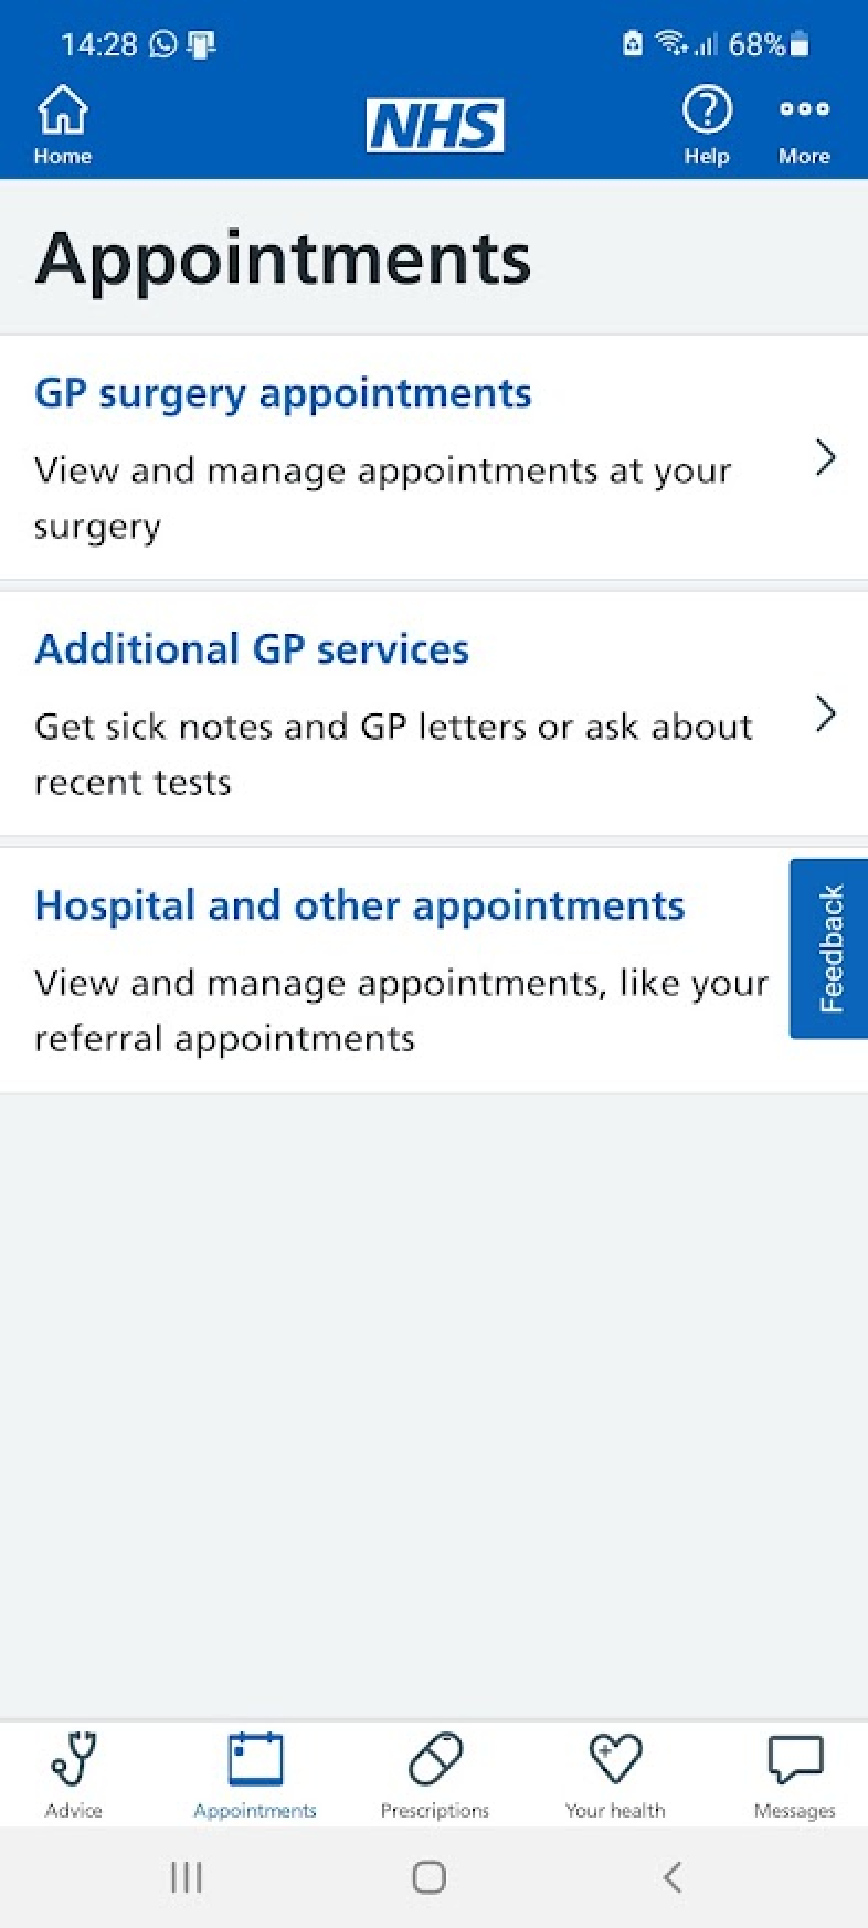 14:28 68%
Home NHS Help More
Appointments
GP surgery appointments
View and manage appointments at your
surgery
Additional GP services
Get sick notes and GP letters or ask about
recent tests
Hospital and other appointments
Feedback
View and manage appointments, like your
referral appointments
Advice Appointments Prescriptions Your health Messages